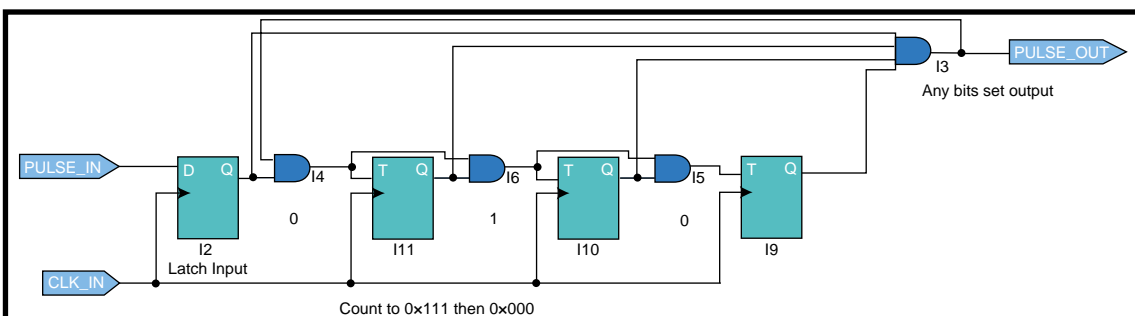 PULSE_OUT
I3
Any bits set output
PULSE_IN
D Q
I4
T Q
I6
T Q
I5
T Q
0
1
0
I2
I11
I10
I9
Latch Input
CLK_IN
Count to 0×111 then 0×000